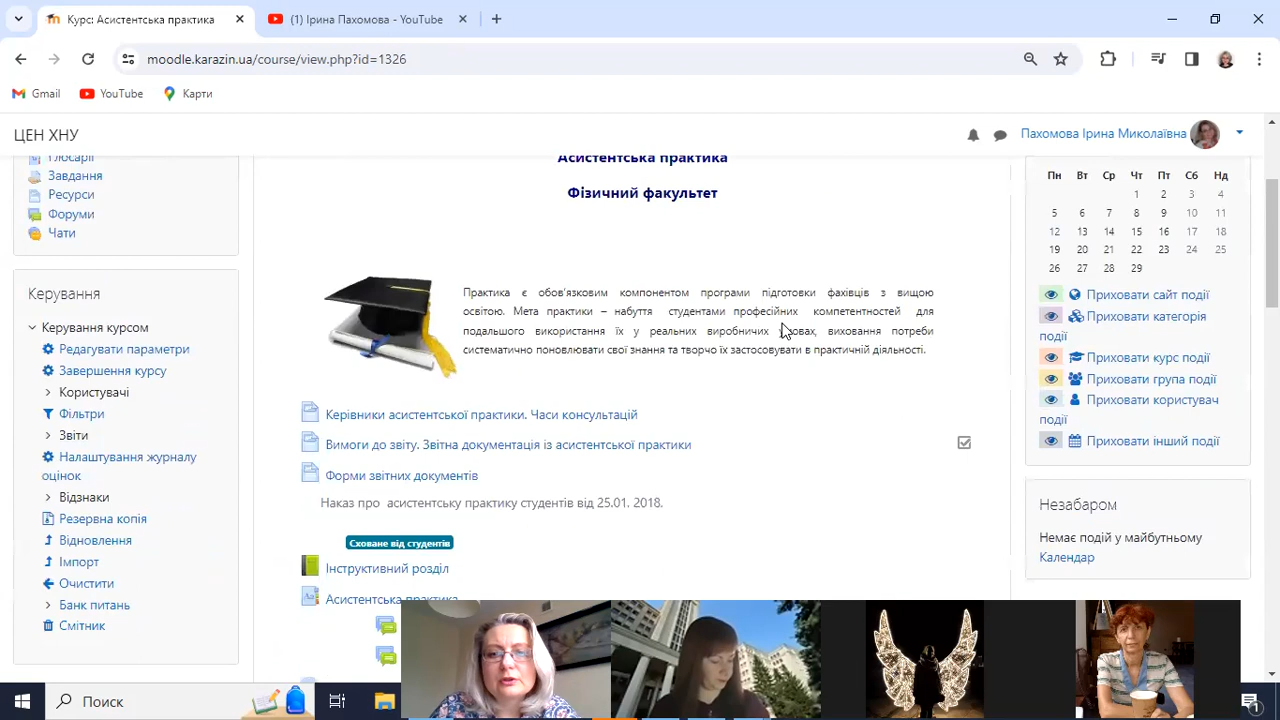 Курс: Асистентська практика
(1) Ірина Пахомова - YouTube
moodle.karazin.ua/course/view.php?id=1326
Gmail
YouTube
Карти
ЦЕН ХНУ
Пахомова Ірина Миколаївна
Глосарії
Завдання
Ресурси
Форуми
Чати
Керування
Керування курсом
Редагувати параметри
Завершення курсу
Користувачі
Фільтри
Звіти
Налаштування журналу
оцінок
Відзнаки
Резервна копія
Відновлення
Імпорт
Очистити
Банк питань
Смітник
Асистентська практика
Фізичний факультет
Практика є обов’язковим компонентом програми підготовки фахівців з вищою
освітою. Мета практики – набуття студентами професійних компетентностей для
подальшого використання їх у реальних виробничих умовах, виховання потреби
систематично поновлювати свої знання та творчо їх застосовувати в практичній діяльності.
Керівники асистентської практики. Часи консультацій
Вимоги до звіту. Звітна документація із асистентської практики
Форми звітних документів
Наказ про асистентську практику студентів від 25.01. 2018.
Сховане від студентів
Інструктивний розділ
Асистентська практика
Пн Вт Ср Чт Пт Сб Нд
1 2 3 4
5 6 7 8 9 10 11
12 13 14 15 16 17 18
19 20 21 22 23 24 25
26 27 28 29
Приховати сайт події
Приховати категорія
події
Приховати курс події
Приховати група події
Приховати користувач
події
Приховати інший події
Незабаром
Немає подій у майбутньому
Календар
Поиск
1